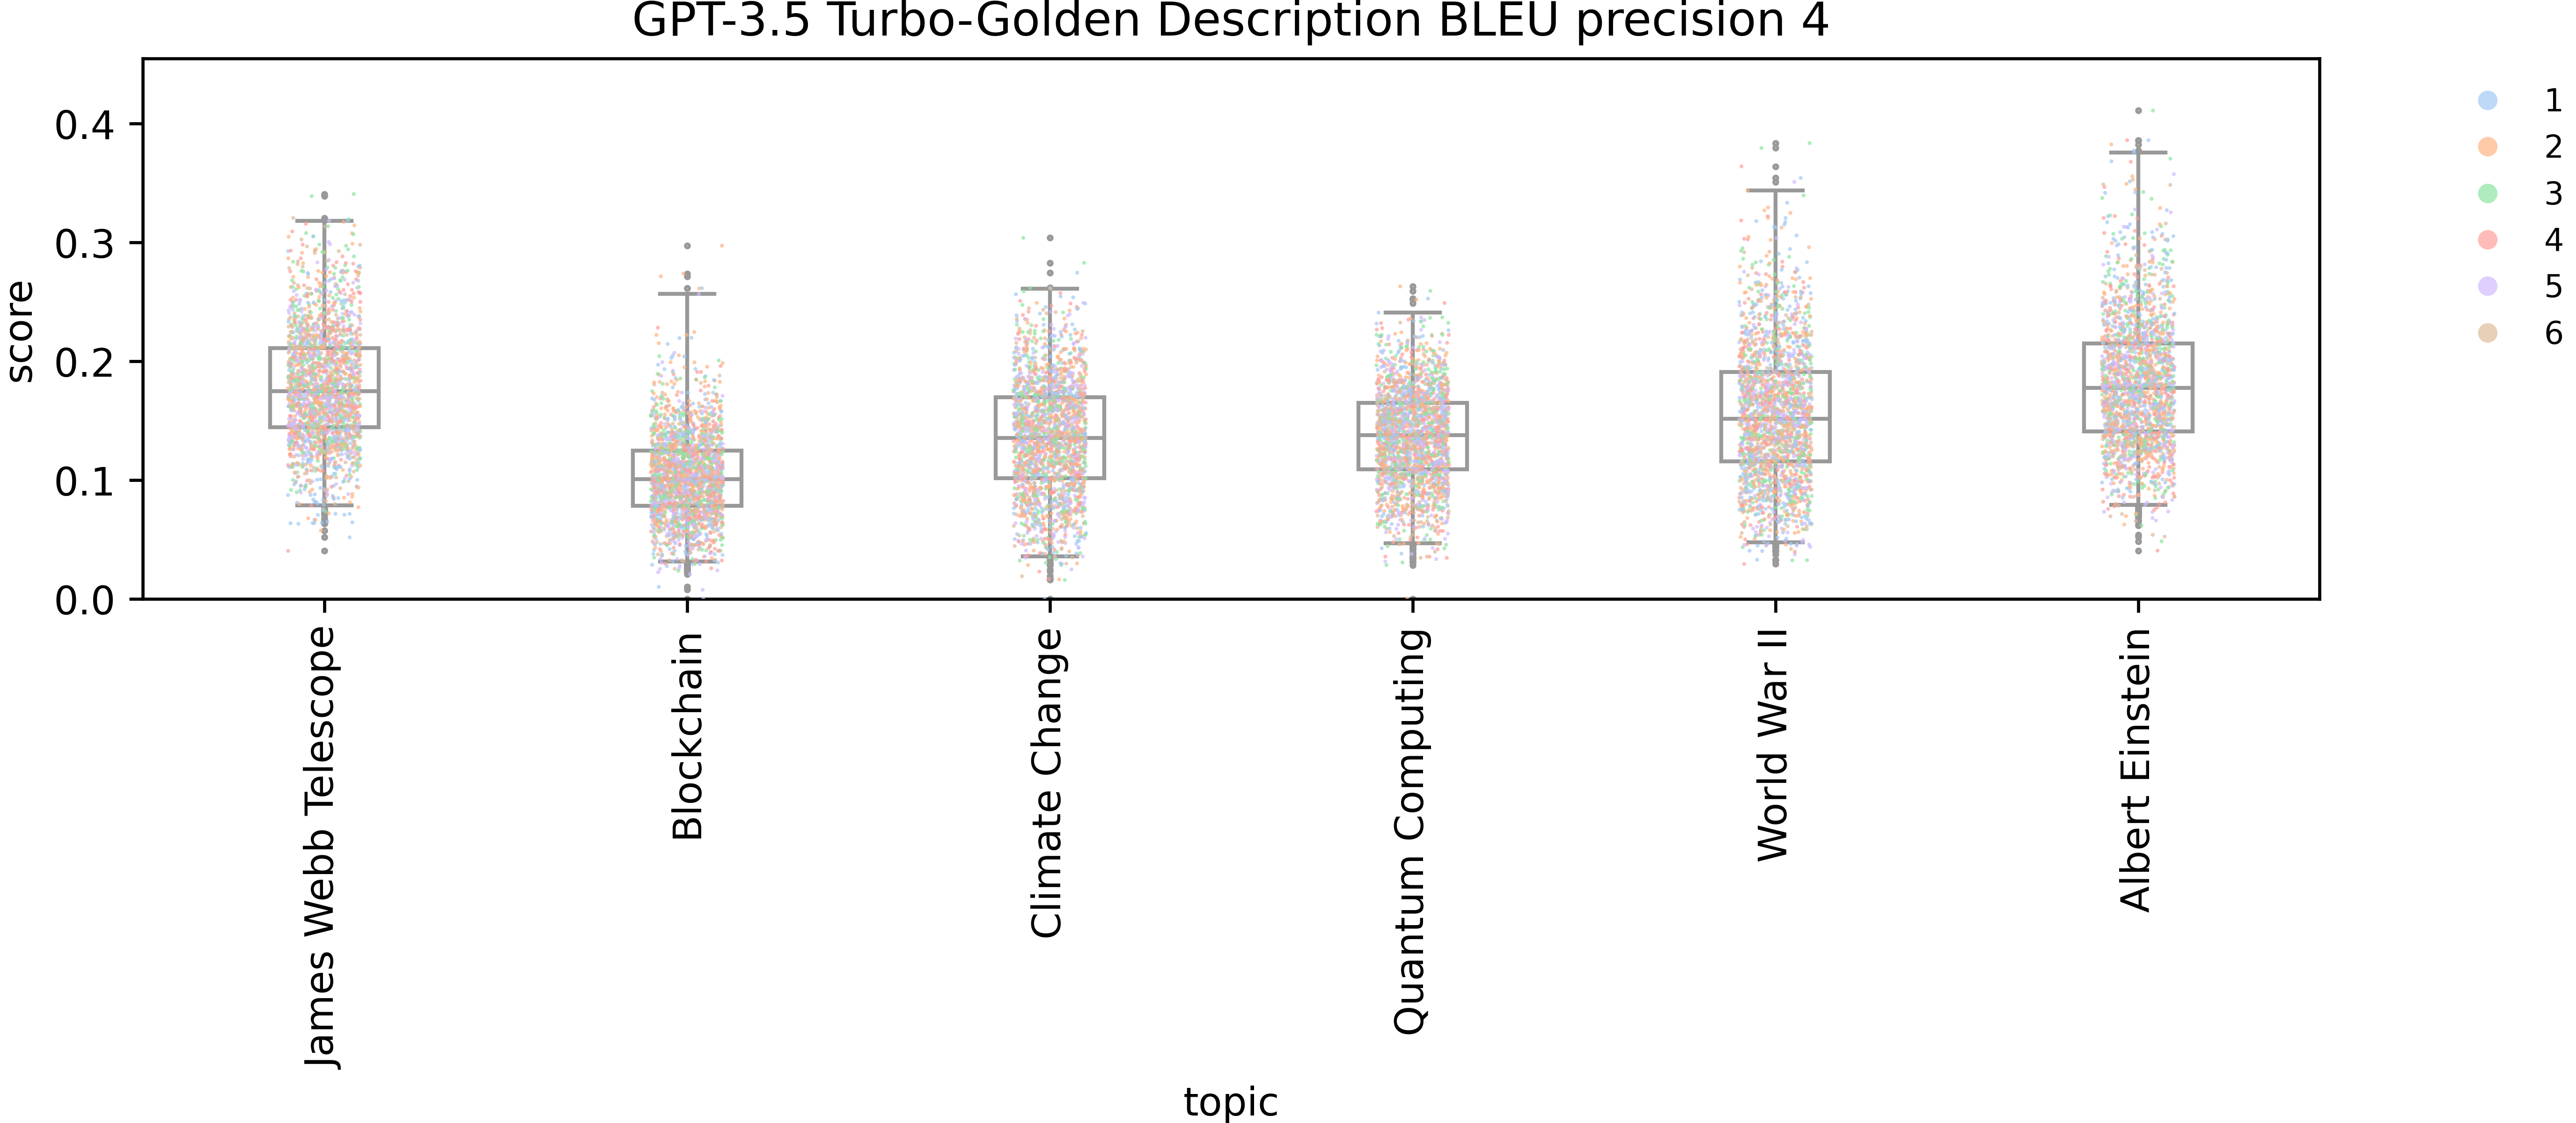 GPT-3.5 Turbo-Golden Description BLEU precision 4
score
0.4
0.3
0.2
0.1
0.0
James Webb Telescope
Blockchain
Climate Change
Quantum Computing
World War II
Albert Einstein
topic
1
2
3
4
5
6